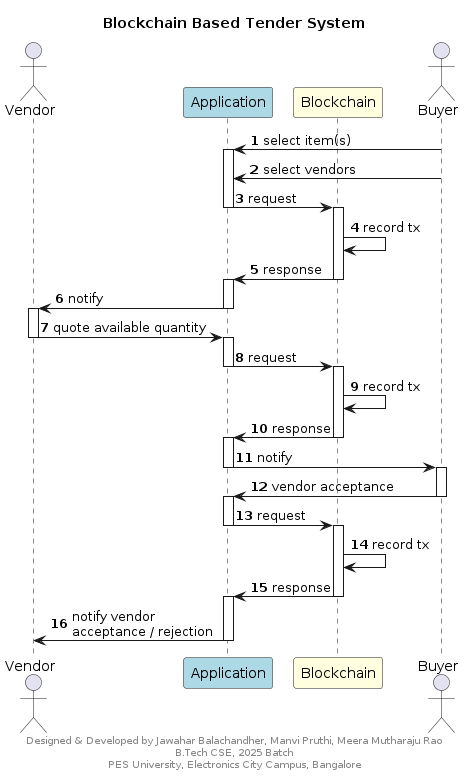 Blockchain Based Tender System
Vendor
Application
Blockchain
Buyer
1 select item(s)
2 select vendors
3 request
4 record tx
5 response
6 notify
7 quote available quantity
8 request
9 record tx
10 response
11 notify
12 vendor acceptance
13 request
14 record tx
15 response
16 notify vendor
acceptance / rejection
Vendor
Application
Blockchain
Buyer
Designed & Developed by Jawahar Balachandher, Manvi Pruthi, Meera Mutharaju Rao
B.Tech CSE, 2025 Batch
PES University, Electronics City Campus, Bangalore